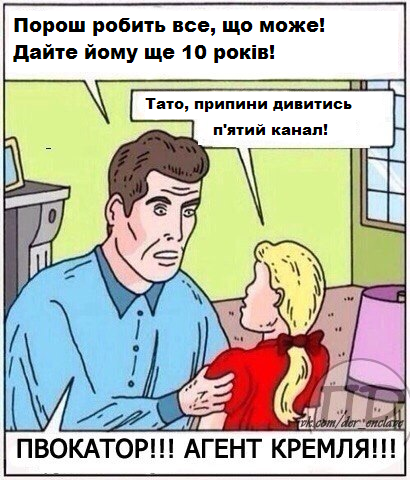 Порош робить все, що може!
Дайте йому ще 10 років!
Тато, припини дивитись
п'ятий канал!
vk.com/der_enclave
ПВОКАТОР!!! АГЕНТ КРЕМЛЯ!!!